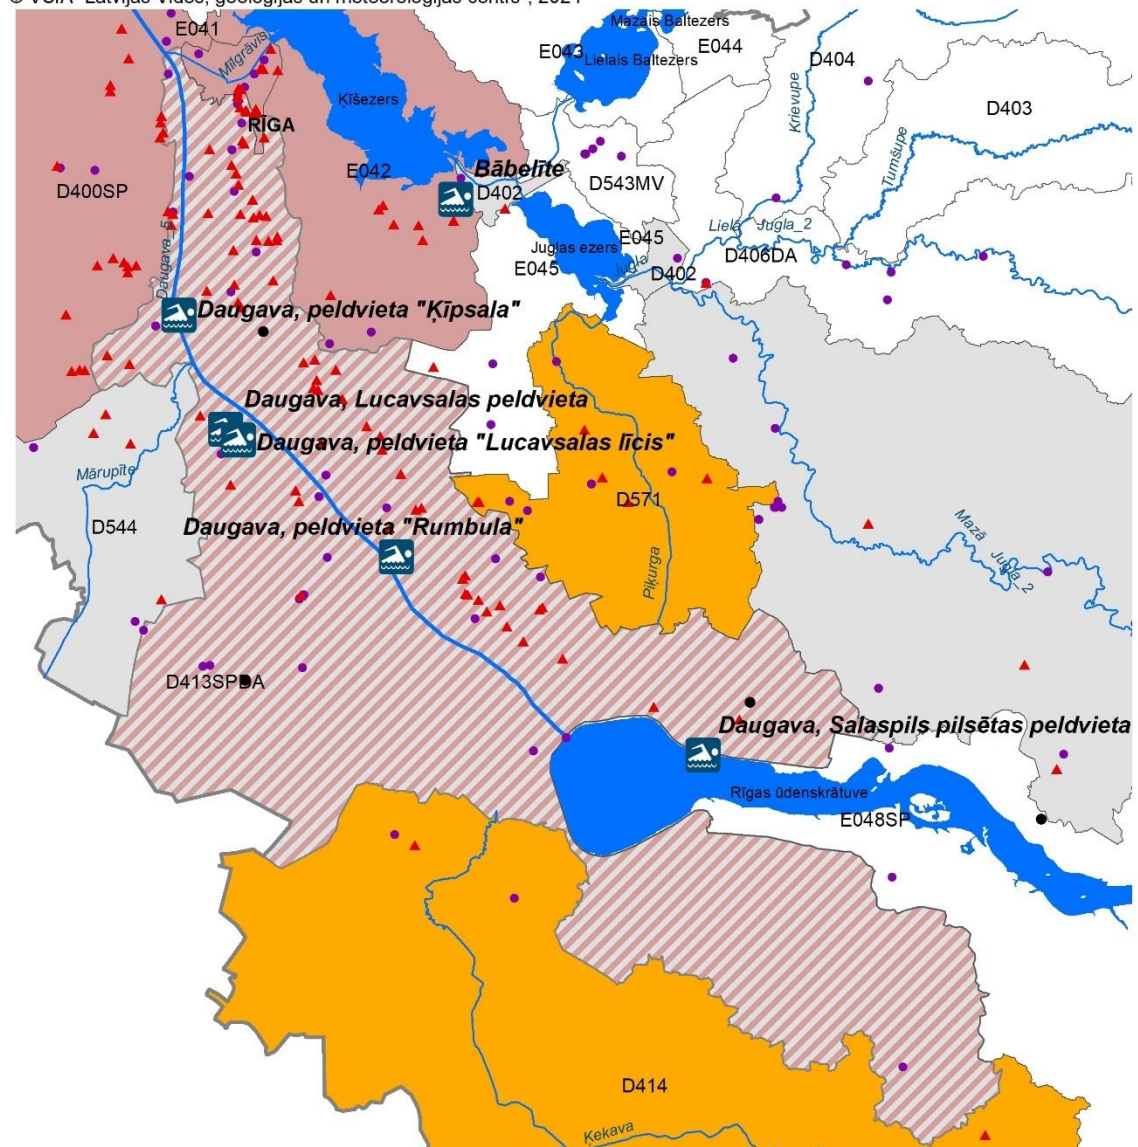 © VSIA "Latvijas Vides, ģeoloģijas un meteoroloģijas centrs", 2021
E041
Mīlgrāvis
Mazais Baltezers
E043
Lielais Baltezers
E044
D404
Krievupe
D403
Tumšupe
Ķīšezers
RĪGA
E042
Bābelīte
D402
D543MV
D400SP
Daugava_5
Lielā Jugla_2
E045
Juglas ezers
D406DA
E045
Jugla
D402
Daugava, peldvieta "Ķīpsala"
Daugava, Lucavsalas peldvieta
Daugava, peldvieta "Lucavsalas līcis"
Mārupīte
D571
D544
Daugava, peldvieta "Rumbula"
Mazā Jugla_2
Piķurga
D413SPDA
Daugava, Salaspils pilsētas peldvieta
Rīgas ūdenskrātuve
E048SP
D414
Ķekava